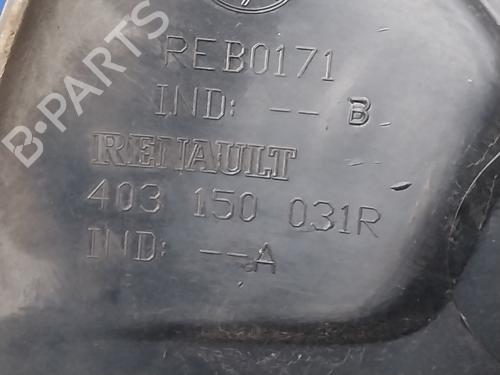 REB0171
IND: -- B
RENAULT
403 150 031R
IND: --A
B-PARTS